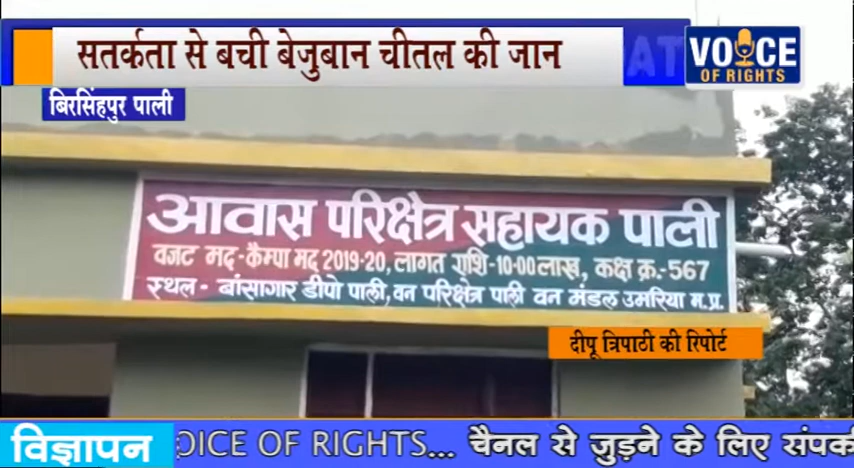 सतर्कता से बची बेजुबान चीतल की जान
VOICE
OF RIGHTS
बिरसिंहपुर पाली
आवास परिक्षेत्र सहायक पाली
वजट मद-कैम्पा मद 2019-20, लागत राशि-10.00 लाख, कक्ष क्र.-567
स्थल - बांसागार डीपो पाली, वन परिक्षेत्र पाली वन मंडल उमरिया म.प्र.
दीपू त्रिपाठी की रिपोर्ट
विज्ञापन
OICE OF RIGHTS... चैनल से जुड़ने के लिए